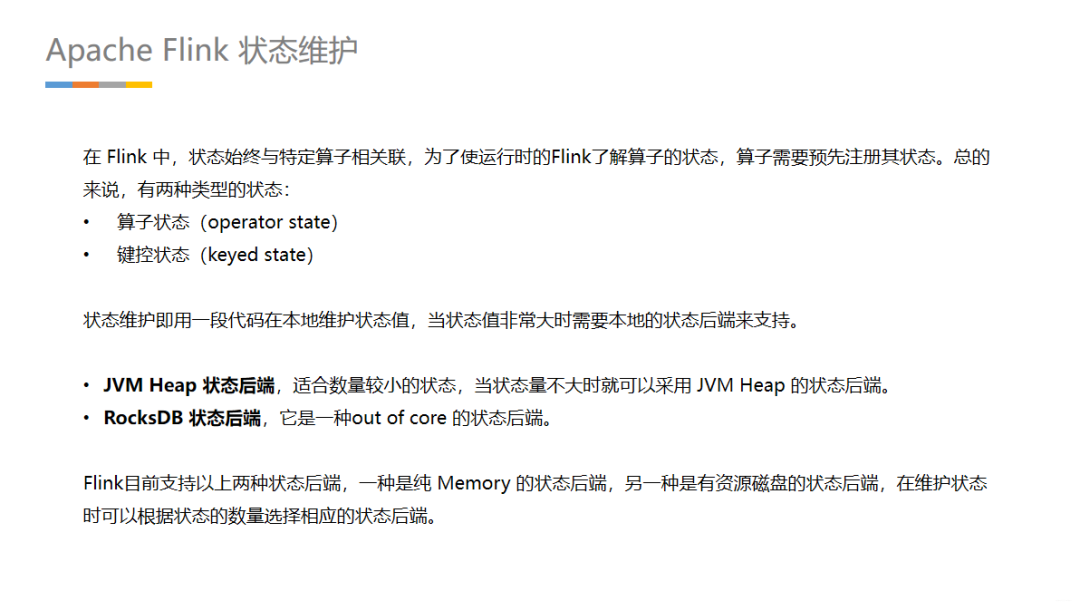 Apache Flink 状态维护
在 Flink 中，状态始终与特定算子相关联，为了使运行时的Flink了解算子的状态，算子需要预先注册其状态。总的
来说，有两种类型的状态：
• 算子状态（operator state）
• 键控状态（keyed state）
状态维护即用一段代码在本地维护状态值，当状态值非常大时需要本地的状态后端来支持。
• JVM Heap 状态后端，适合数量较小的状态，当状态量不大时就可以采用 JVM Heap 的状态后端。
• RocksDB 状态后端，它是一种out of core 的状态后端。
Flink目前支持以上两种状态后端，一种是纯 Memory 的状态后端，另一种是有资源磁盘的状态后端，在维护状态
时可以根据状态的数量选择相应的状态后端。